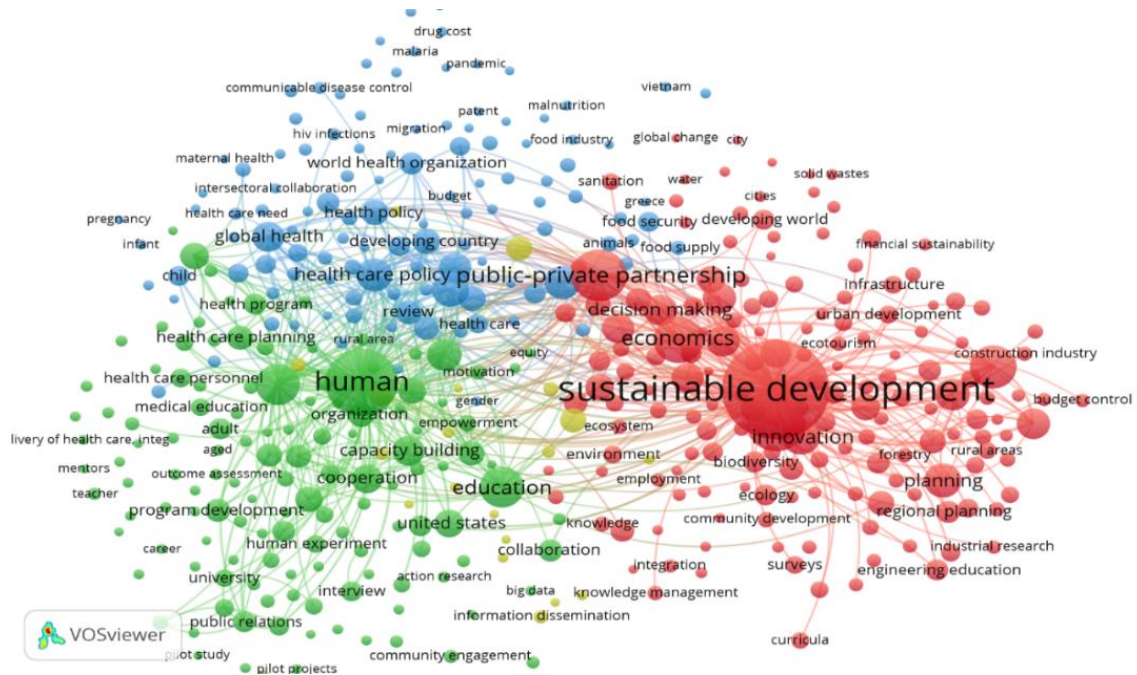 drug cost
malaria
pandemic
communicable disease control
vietnam
patent
malnutrition
hiv infections
migration
food industry
global change
city
maternal health
world health organization
solid wastes
sanitation
water
intersectoral collaboration
budget
cities
health care need
greece
pregnancy
health policy
food security
developing world
infant
global health
developing country
animals
food supply
financial sustainability
child
health care policy
public-private partnership
infrastructure
health program
review
decision making
urban development
health care planning
rural area
health care
economics
ecotourism
equity
construction industry
health care personnel
human
motivation
sustainable development
medical education
organization
gender
budget control
adult
empowerment
ecosystem
innovation
livery of health care, integ
aged
capacity building
environment
biodiversity
forestry
rural areas
mentors
outcome assessment
cooperation
education
employment
ecology
planning
teacher
program development
united states
knowledge
community development
regional planning
career
human experiment
collaboration
industrial research
university
interview
action research
integration
surveys
engineering education
big data
knowledge management
VOSviewer
public relations
information dissemination
curricula
pilot study
pilot projects
community engagement